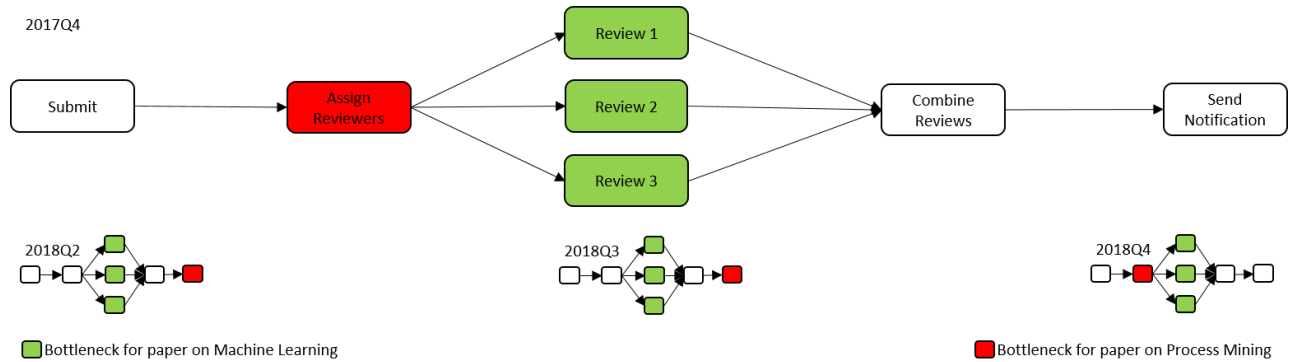 2017Q4
Submit
Assign
Reviewers
Review 1
Review 2
Review 3
Combine
Reviews
Send
Notification
2018Q2
2018Q3
2018Q4
Bottleneck for paper on Machine Learning
Bottleneck for paper on Process Mining